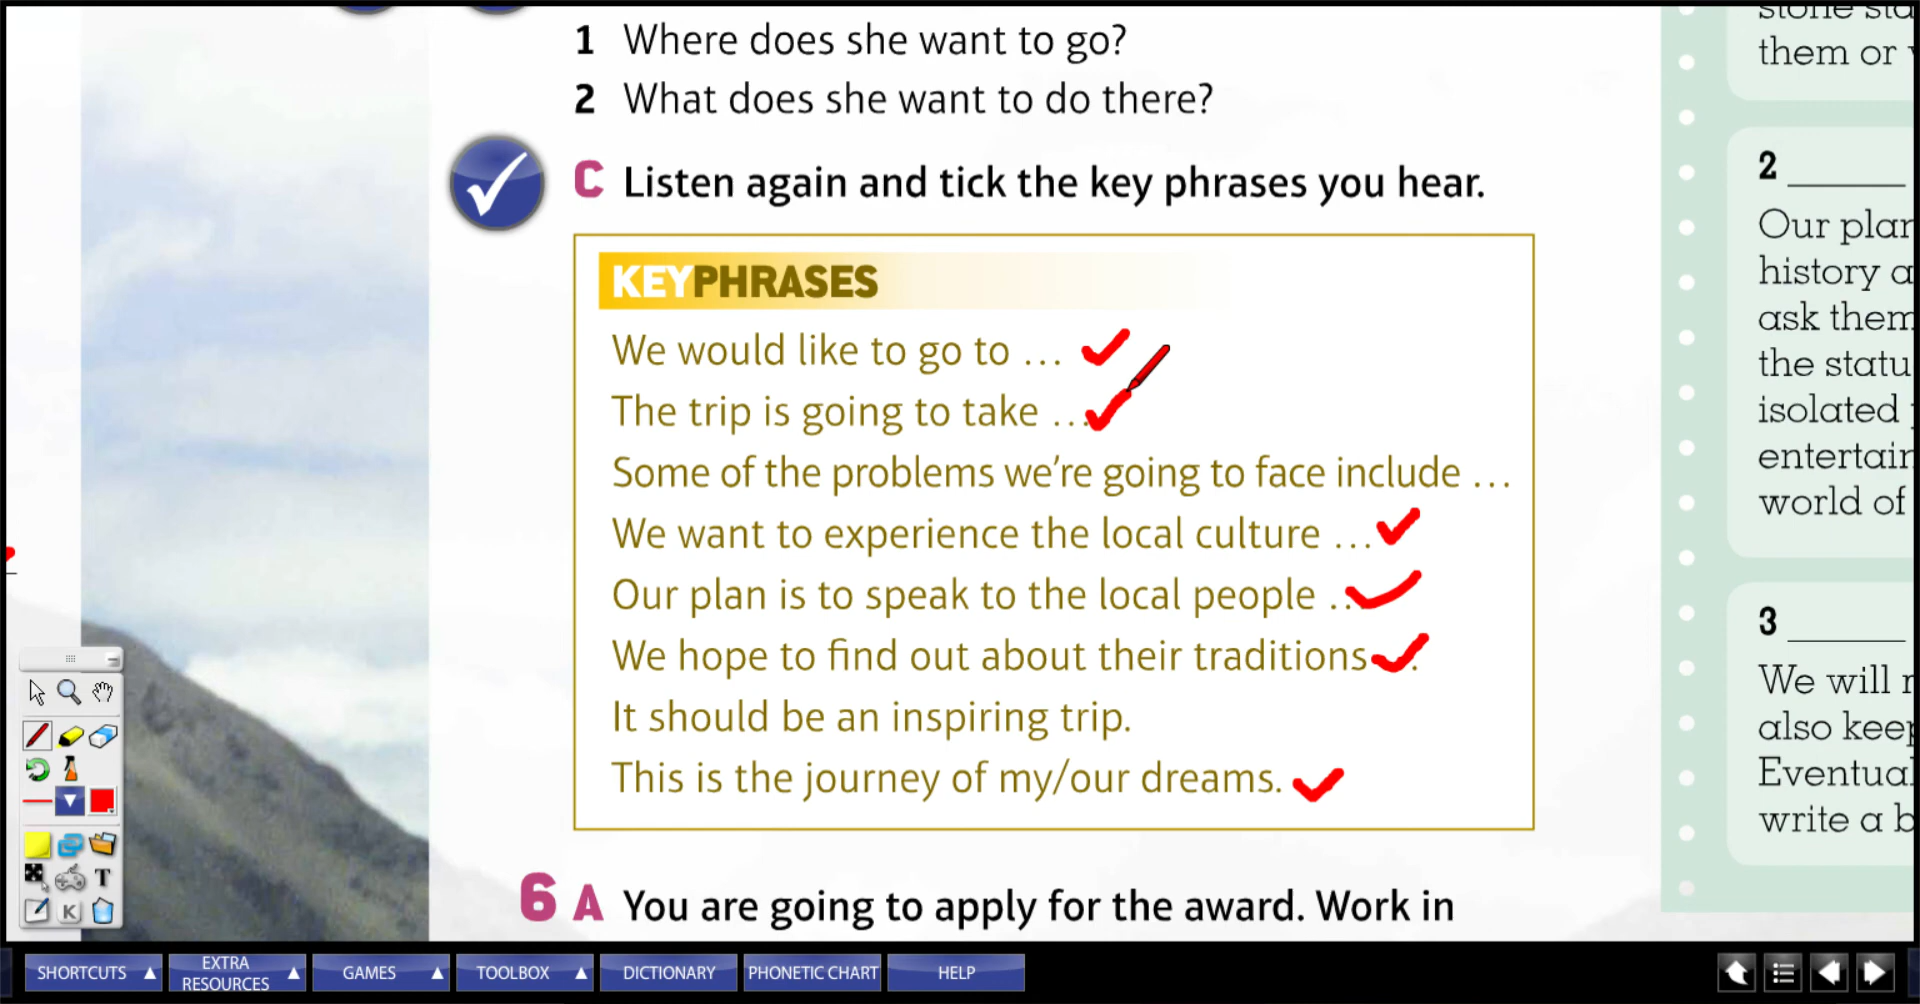 stone sta
1 Where does she want to go?
them or
2 What does she want to do there?
C Listen again and tick the key phrases you hear.
KEYPHRASES
We would like to go to ...
The trip is going to take ...
Some of the problems we're going to face include ...
We want to experience the local culture ...
Our plan is to speak to the local people ...
We hope to find out about their traditions ...
It should be an inspiring trip.
This is the journey of my/our dreams.
6 A You are going to apply for the award. Work in
2 ______
Our plan
history a
ask them
the statu
isolated
entertain
world of
3 ______
We will r
also keep
Eventual
write a b
T
K
SHORTCUTS
EXTRA
RESOURCES
GAMES
TOOLBOX
DICTIONARY
PHONETIC CHART
HELP